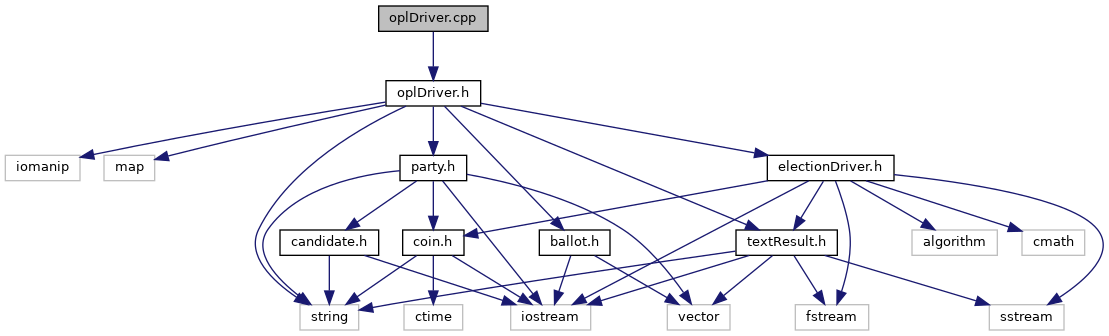 oplDriver.cpp
oplDriver.h
iomanip
map
party.h
electionDriver.h
candidate.h
coin.h
ballot.h
textResult.h
algorithm
cmath
string
ctime
iostream
vector
fstream
sstream